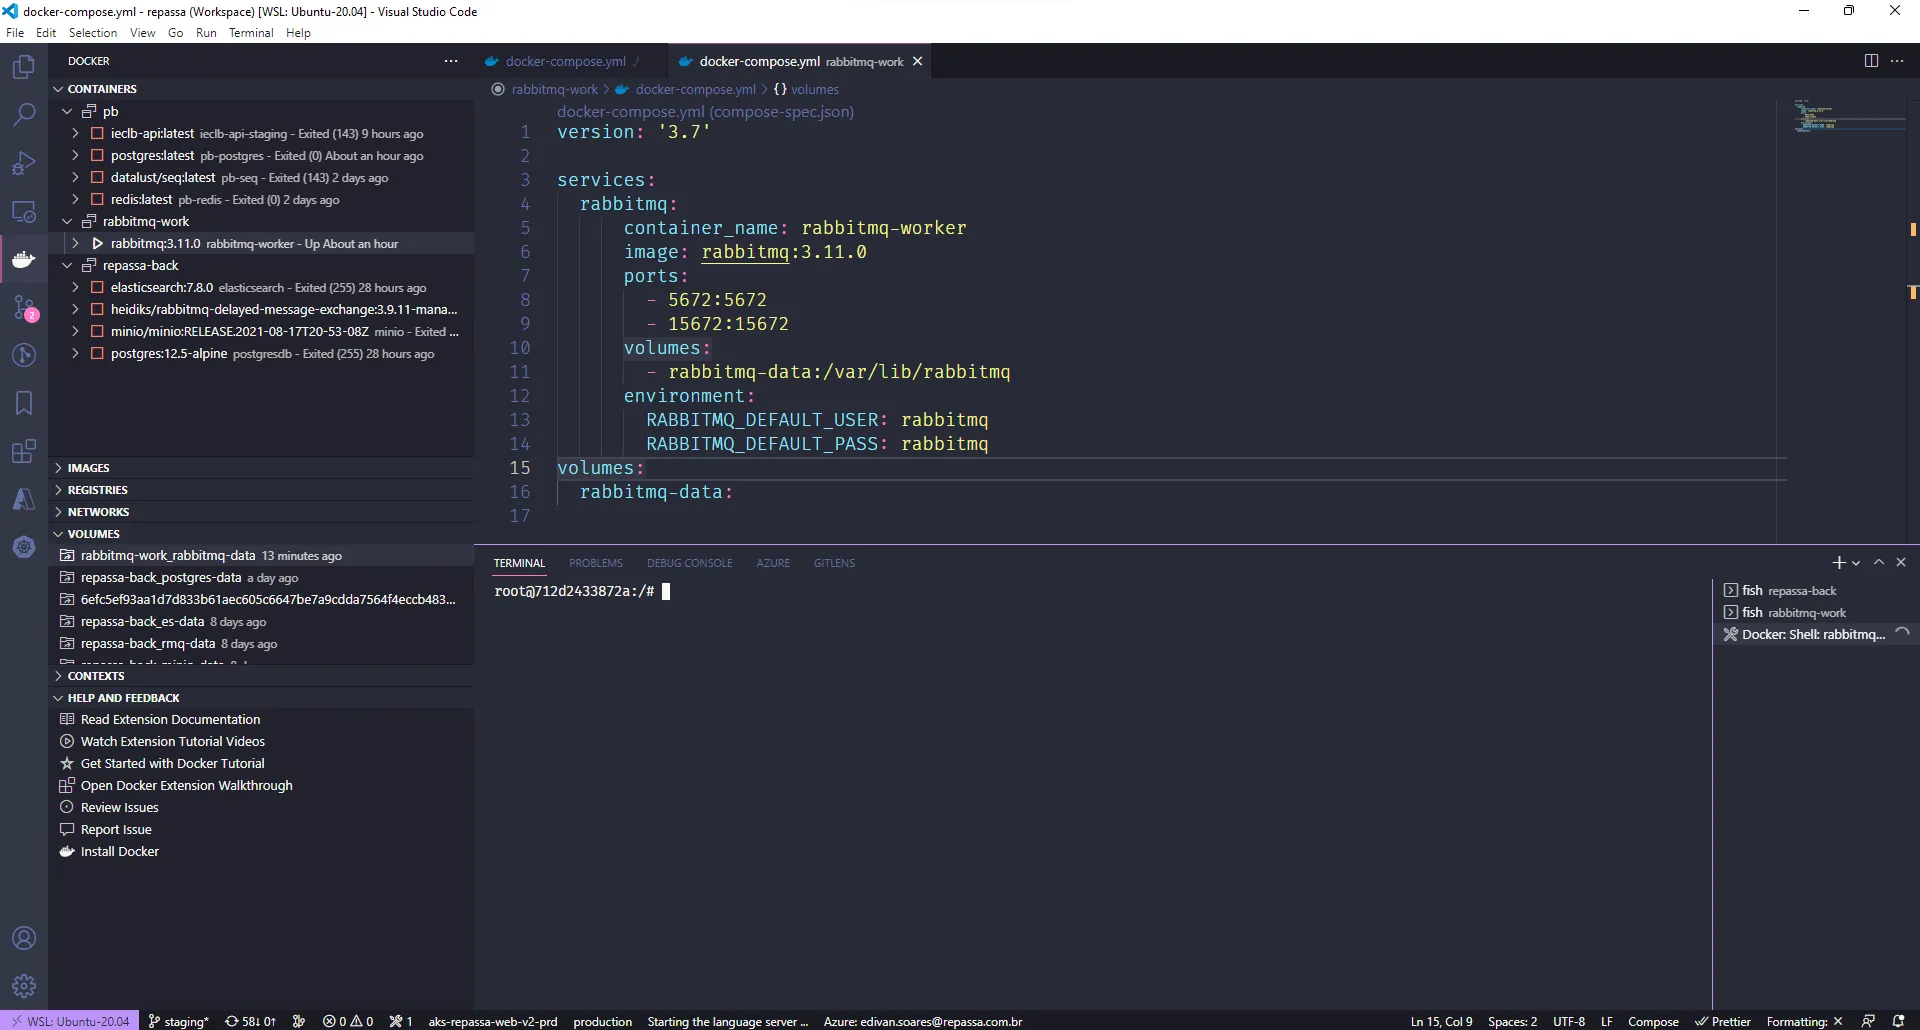 docker-compose.yml - repassa (Workspace) [WSL: Ubuntu-20.04] - Visual Studio Code
File Edit Selection View Go Run Terminal Help
DOCKER
CONTAINERS
pb
ieclb-api:latest ieclb-api-staging - Exited (143) 9 hours ago
postgres:latest pb-postgres - Exited (0) About an hour ago
datalust/seq:latest pb-seq - Exited (143) 2 days ago
redis:latest pb-redis - Exited (0) 2 days ago
rabbitmq-work
rabbitmq:3.11.0 rabbitmq-worker - Up About an hour
repassa-back
elasticsearch:7.8.0 elasticsearch - Exited (255) 28 hours ago
heidiks/rabbitmq-delayed-message-exchange:3.9.11-mana...
minio/minio:RELEASE.2021-08-17T20-53-08Z minio - Exited ...
postgres:12.5-alpine postgresdb - Exited (255) 28 hours ago
IMAGES
REGISTRIES
NETWORKS
VOLUMES
rabbitmq-work_rabbitmq-data 13 minutes ago
repassa-back_postgres-data a day ago
6efc5ef93aa1d7d833b61aec605c6647be7a9cdda7564f4eccb483...
repassa-back_es-data 8 days ago
repassa-back_rmq-data 8 days ago
CONTEXTS
HELP AND FEEDBACK
Read Extension Documentation
Watch Extension Tutorial Videos
Get Started with Docker Tutorial
Open Docker Extension Walkthrough
Review Issues
Report Issue
Install Docker
2
docker-compose.yml ./
docker-compose.yml rabbitmq-work
rabbitmq-work > docker-compose.yml > {} volumes
docker-compose.yml (compose-spec.json)
1 version: '3.7'
2
3 services:
4 rabbitmq:
5 container_name: rabbitmq-worker
6 image: rabbitmq:3.11.0
7 ports:
8 - 5672:5672
9 - 15672:15672
10 volumes:
11 - rabbitmq-data:/var/lib/rabbitmq
12 environment:
13 RABBITMQ_DEFAULT_USER: rabbitmq
14 RABBITMQ_DEFAULT_PASS: rabbitmq
15 volumes:
16 rabbitmq-data:
17
TERMINAL PROBLEMS DEBUG CONSOLE AZURE GITLENS
root@712d2433872a:/#
fish repassa-back
fish rabbitmq-work
Docker: Shell: rabbitmq...
WSL: Ubuntu-20.04 staging* 58↓ 0↑ 0 0 1 aks-repassa-web-v2-prd production Starting the language server ... Azure: edivan.soares@repassa.com.br Ln 15, Col 9 Spaces: 2 UTF-8 LF Compose Prettier Formatting: ✕